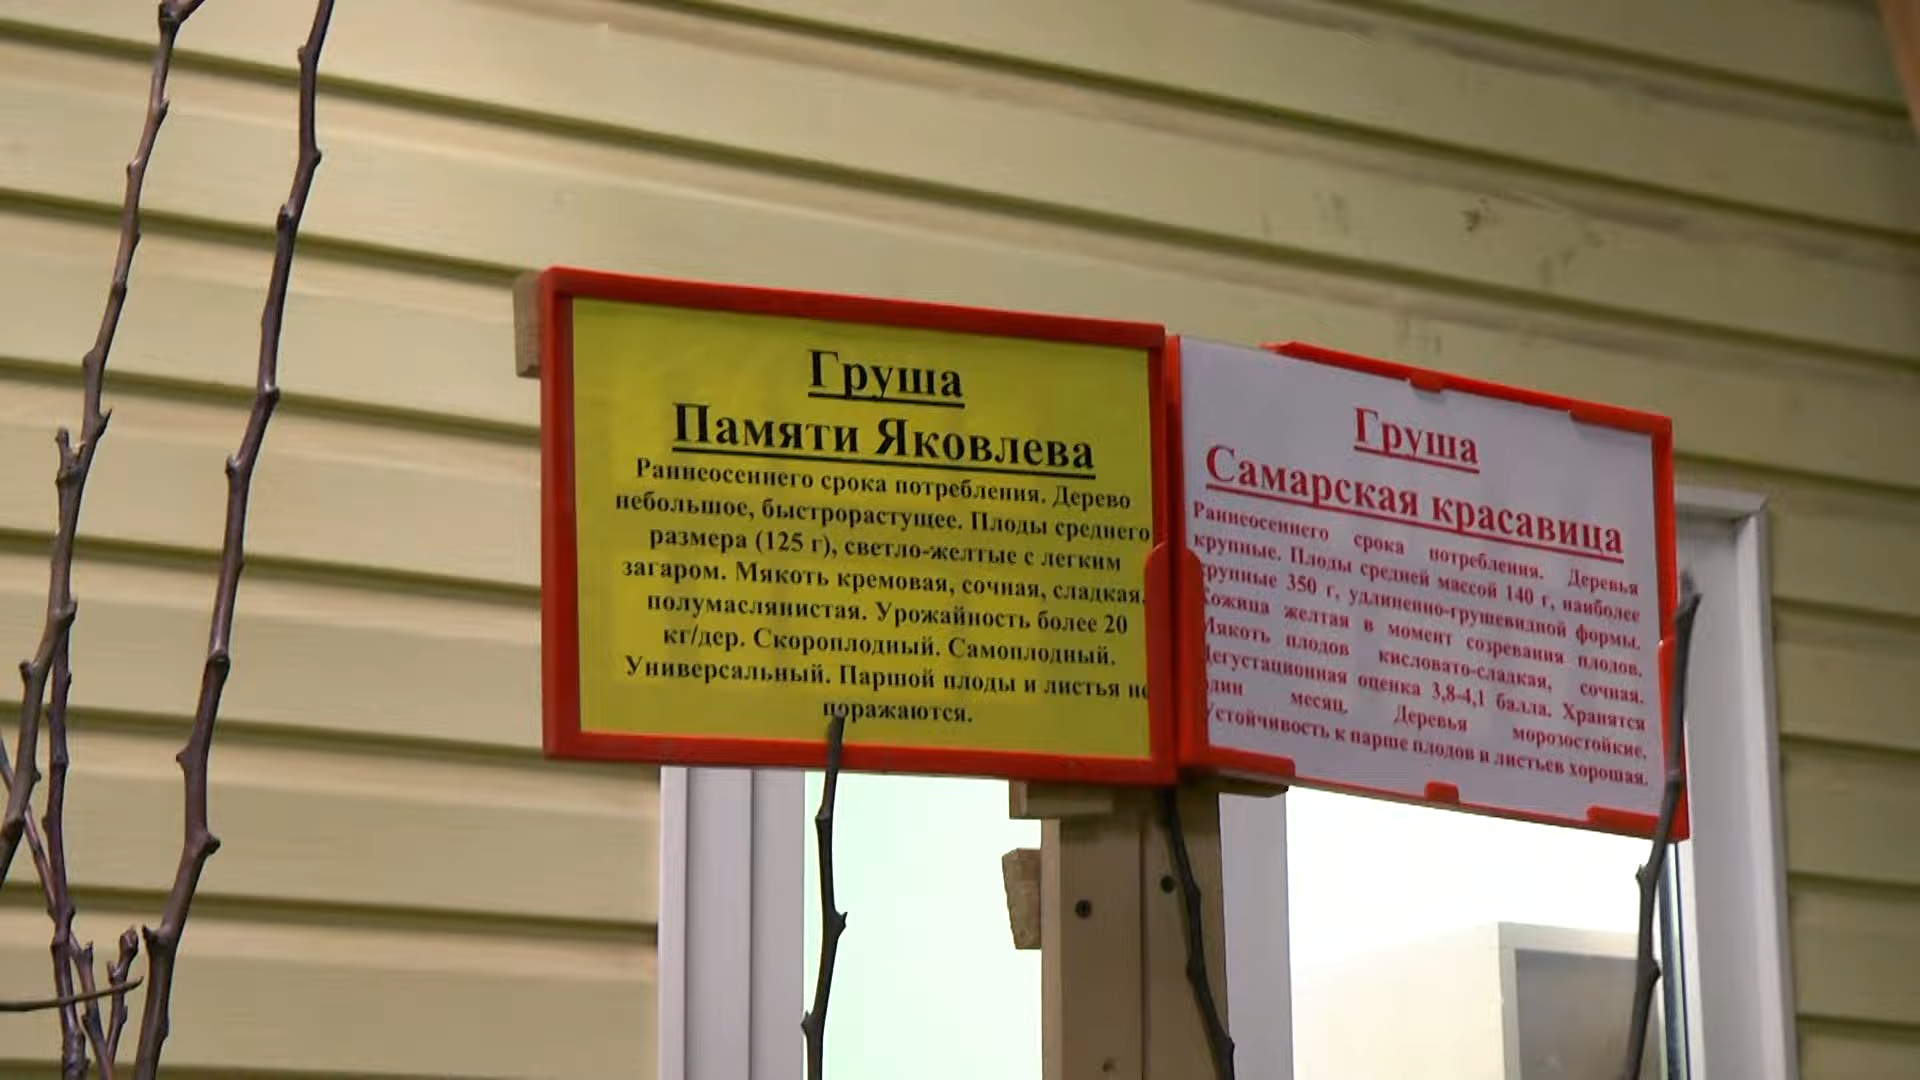 Груша
Памяти Яковлева
Раннеосеннего срока потребления. Дерево
небольшое, быстрорастущее. Плоды среднего
размера (125 г), светло-желтые с легким
загаром. Мякоть кремовая, сочная, сладкая,
полумаслянистая. Урожайность более 20
кг/дер. Скороплодный. Самоплодный.
Универсальный. Паршой плоды и листья не
поражаются.
Груша
Самарская красавица
Раннеосеннего срока потребления. Деревья
крупные. Плоды средней массой 140 г, наиболее
крупные 350 г, удлиненно-грушевидной формы.
Кожица желтая в момент созревания плодов.
Мякоть плодов кисловато-сладкая, сочная.
Дегустационная оценка 3,8-4,1 балла. Хранятся
один месяц. Деревья морозостойкие.
Устойчивость к парше плодов и листьев хорошая.